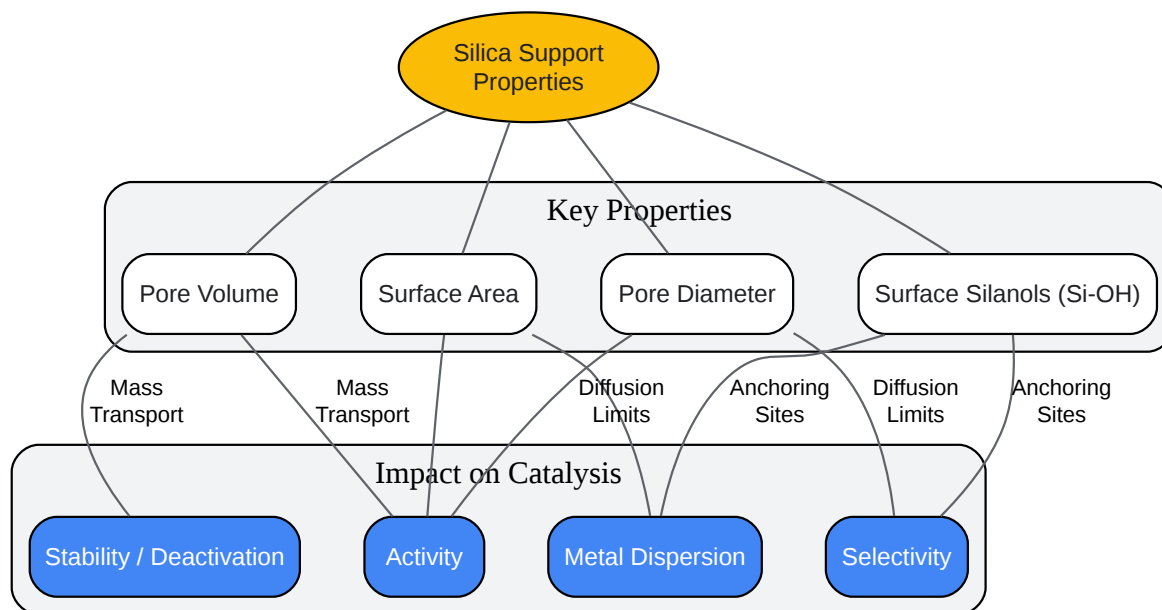 Silica Support
Properties
Key Properties
Pore Volume
Surface Area
Pore Diameter
Surface Silanols (Si-OH)
Mass
Transport
Mass
Transport
Diffusion
Limits
Anchoring
Sites
Diffusion
Limits
Anchoring
Sites
Impact on Catalysis
Stability / Deactivation
Activity
Metal Dispersion
Selectivity